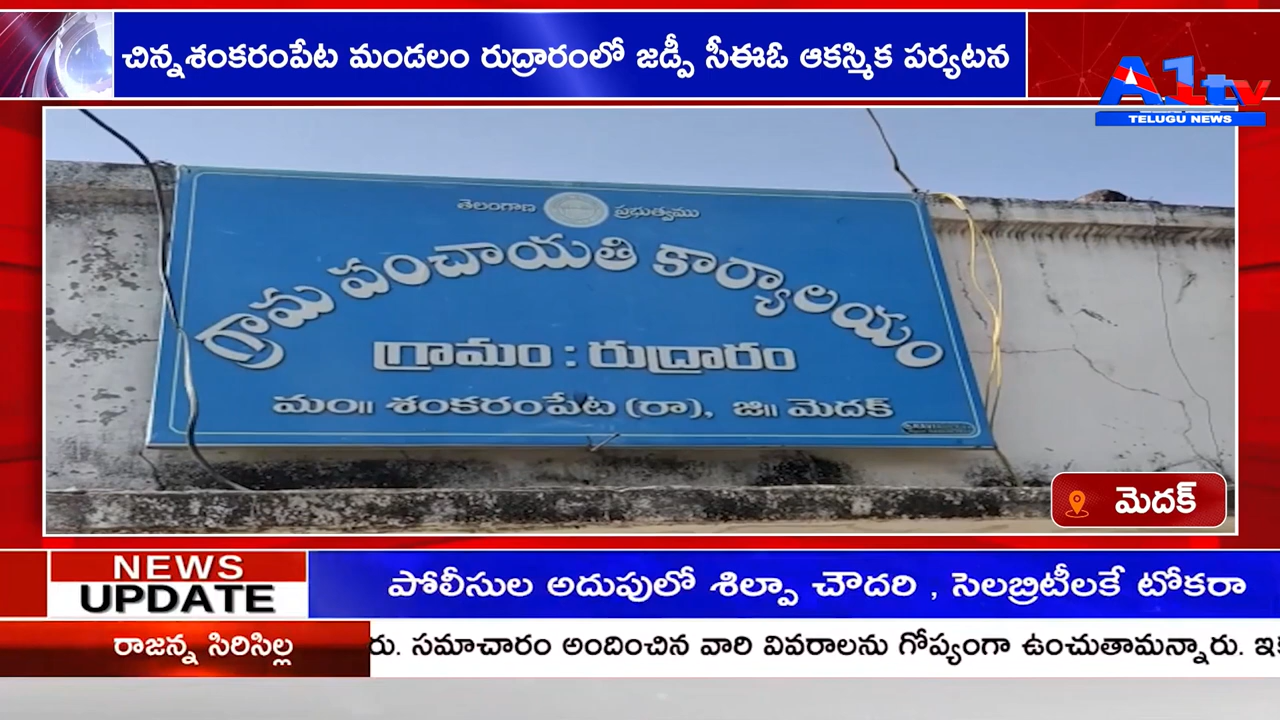 చిన్నశంకరంపేట మండలం రుద్రారంలో జడ్పీ సీఈఓ ఆకస్మిక పర్యటన
A1tv
TELUGU NEWS
తెలంగాణ ప్రభుత్వము
గ్రామ పంచాయతి కార్యాలయం
గ్రామం : రుద్రారం
మం॥ శంకరంపేట (రా), జి॥ మెదక్
మెదక్
NEWS
UPDATE
పోలీసుల అదుపులో శిల్పా చౌదరి , సెలబ్రిటీలకే టోకరా
రాజన్న సిరిసిల్ల
రు. సమాచారం అందించిన వారి వివరాలను గోప్యంగా ఉంచుతామన్నారు. ఇక